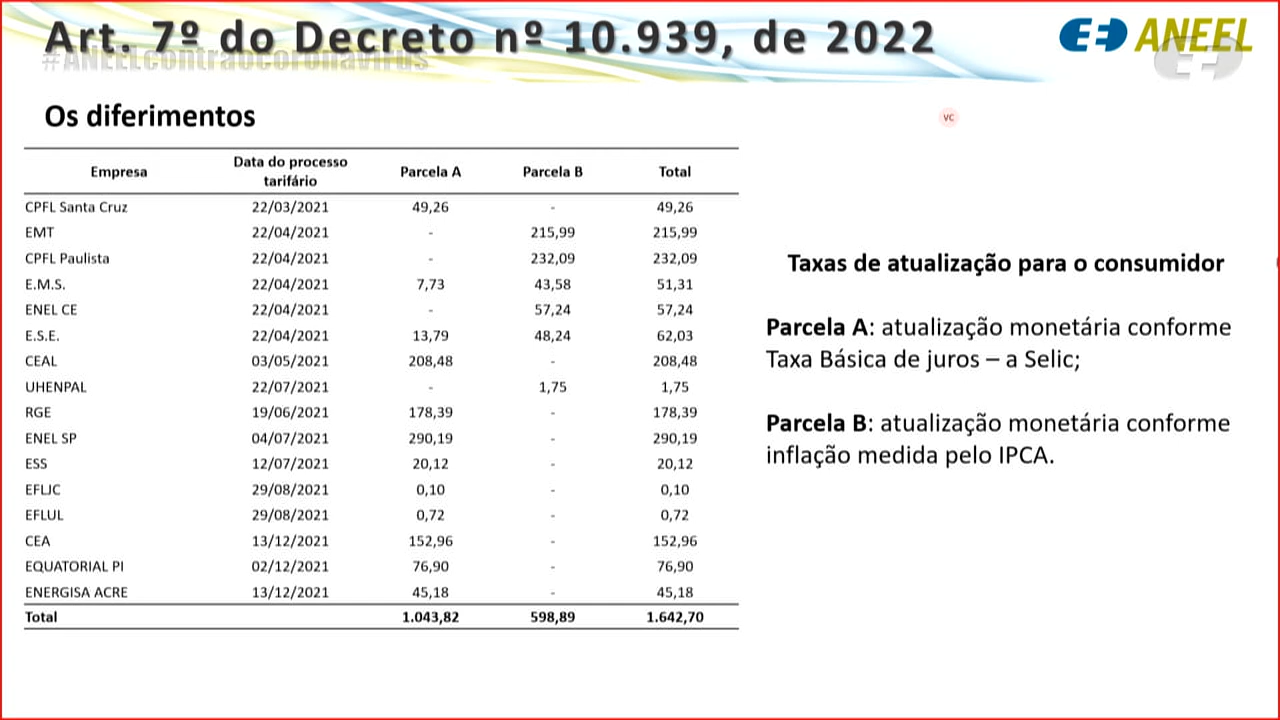 Art. 7º do Decreto nº 10.939, de 2022
#ANEELcontraocoronavirus
ANEEL
Os diferimentos
VC
Empresa Data do processo tarifário Parcela A Parcela B Total
CPFL Santa Cruz 22/03/2021 49,26 - 49,26
EMT 22/04/2021 - 215,99 215,99
CPFL Paulista 22/04/2021 - 232,09 232,09
E.M.S. 22/04/2021 7,73 43,58 51,31
ENEL CE 22/04/2021 - 57,24 57,24
E.S.E. 22/04/2021 13,79 48,24 62,03
CEAL 03/05/2021 208,48 - 208,48
UHENPAL 22/07/2021 - 1,75 1,75
RGE 19/06/2021 178,39 - 178,39
ENEL SP 04/07/2021 290,19 - 290,19
ESS 12/07/2021 20,12 - 20,12
EFLJC 29/08/2021 0,10 - 0,10
EFLUL 29/08/2021 0,72 - 0,72
CEA 13/12/2021 152,96 - 152,96
EQUATORIAL PI 02/12/2021 76,90 - 76,90
ENERGISA ACRE 13/12/2021 45,18 - 45,18
Total 1.043,82 598,89 1.642,70
Taxas de atualização para o consumidor
Parcela A: atualização monetária conforme
Taxa Básica de juros – a Selic;
Parcela B: atualização monetária conforme
inflação medida pelo IPCA.